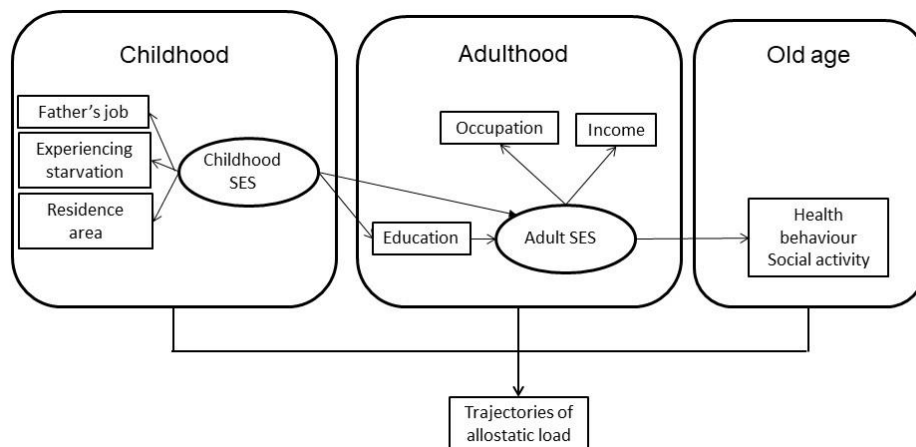 Childhood
Adulthood
Old age
Father's job
Experiencing
starvation
Residence
area
Childhood
SES
Occupation
Income
Education
Adult SES
Health
behaviour
Social activity
Trajectories of
allostatic load